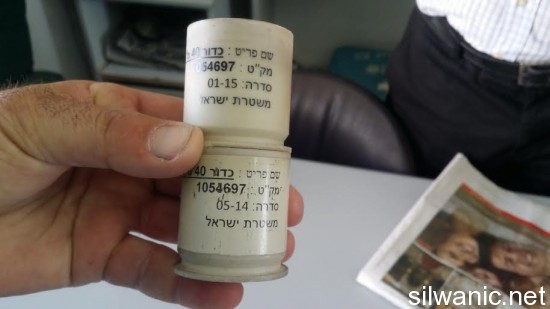 שם פריט : כדור 40
מק"ט : 1054697
סדרה: 01-15
משטרת ישראל
שם פריט : כדור 40/
מק"ט : 1054697
סדרה: 05-14
משטרת ישראל
silwanic.net